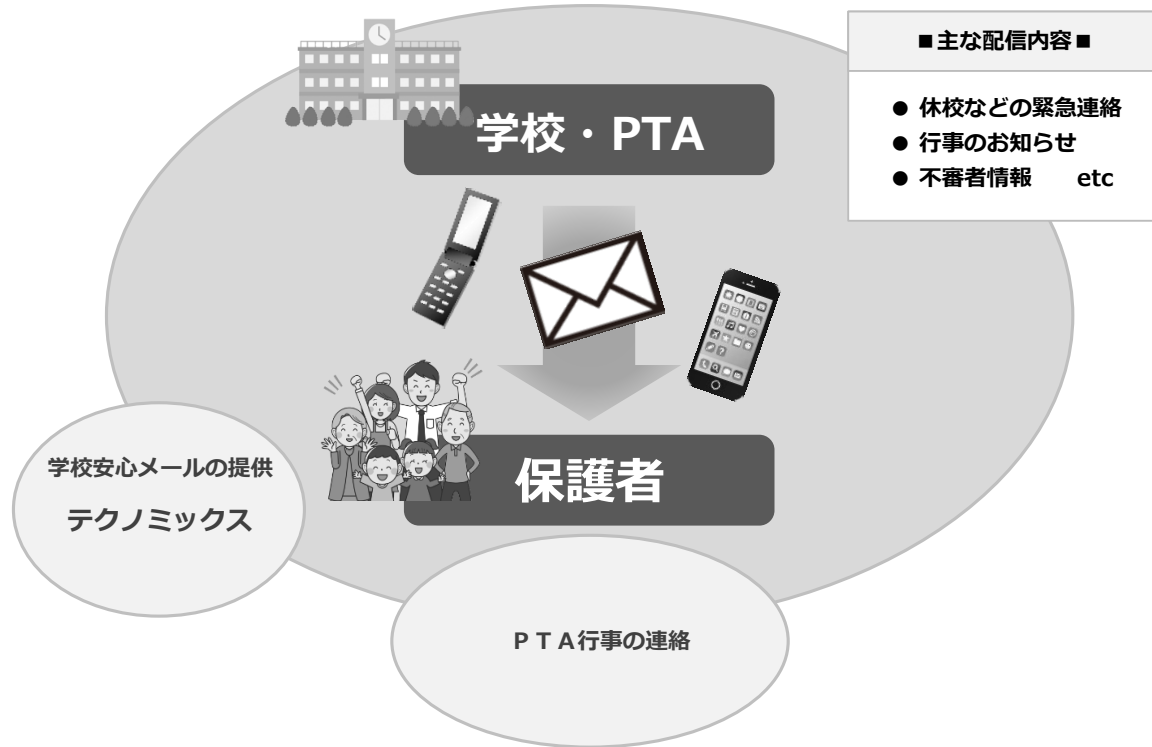 ■主な配信内容■
● 休校などの緊急連絡
● 行事のお知らせ
● 不審者情報　　etc
学校・PTA
保護者
学校安心メールの提供
テクノミックス
ＰＴＡ行事の連絡